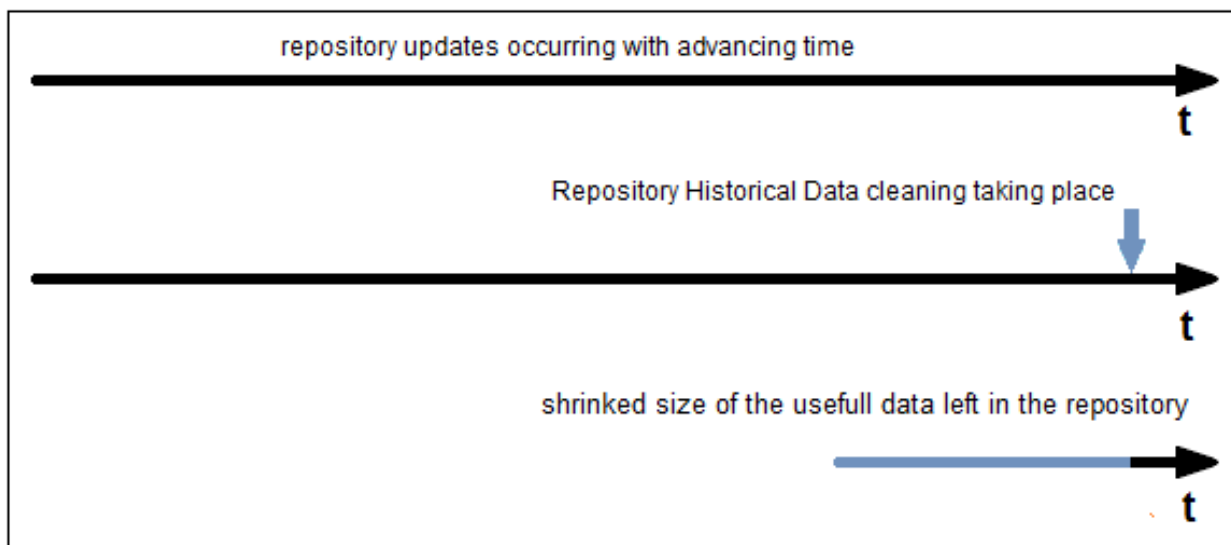 repository updates occurring with advancing time
t
Repository Historical Data cleaning taking place
t
shrinked size of the usefull data left in the repository
t